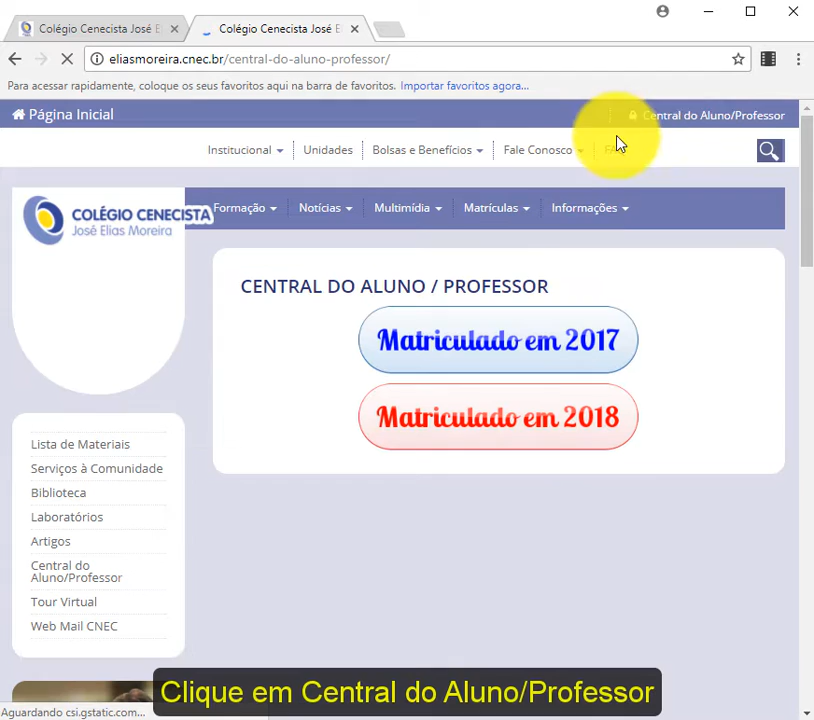 Colégio Cenecista José E
Colégio Cenecista José E
eliasmoreira.cnec.br/central-do-aluno-professor/
Para acessar rapidamente, coloque os seus favoritos aqui na barra de favoritos. Importar favoritos agora...
Página Inicial
Central do Aluno/Professor
Institucional
Unidades
Bolsas e Benefícios
Fale Conosco
COLÉGIO CENECISTA
José Elias Moreira
Formação
Notícias
Multimídia
Matrículas
Informações
CENTRAL DO ALUNO / PROFESSOR
Matriculado em 2017
Matriculado em 2018
Lista de Materiais
Serviços à Comunidade
Biblioteca
Laboratórios
Artigos
Central do
Aluno/Professor
Tour Virtual
Web Mail CNEC
Clique em Central do Aluno/Professor
Aguardando csi.gstatic.com...